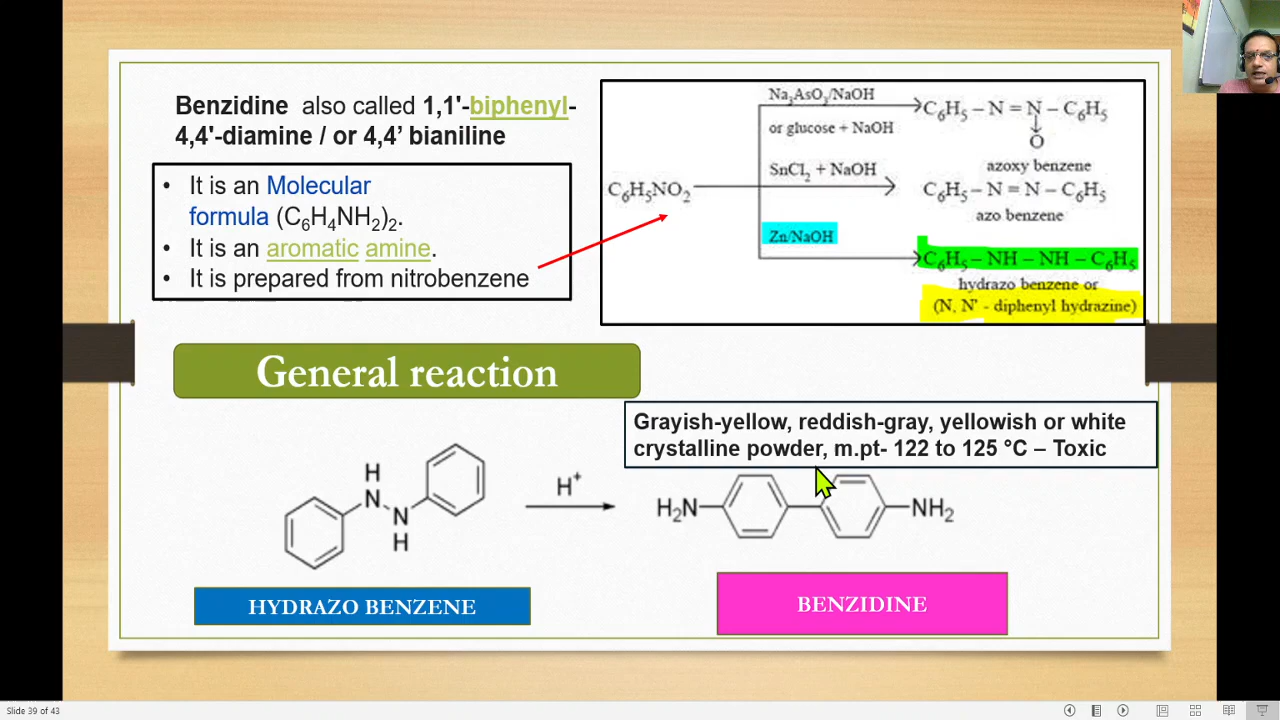 Benzidine also called 1,1'-biphenyl-
4,4'-diamine / or 4,4’ bianiline
• It is an Molecular
formula (C6H4NH2)2.
• It is an aromatic amine.
• It is prepared from nitrobenzene
C6H5NO2
Na3AsO3/NaOH
or glucose + NaOH
C6H5 – N = N – C6H5
O
azoxy benzene
SnCl2 + NaOH
C6H5 – N = N – C6H5
azo benzene
Zn/NaOH
C6H5 – NH – NH – C6H5
hydrazo benzene or
(N, N' - diphenyl hydrazine)
General reaction
Grayish-yellow, reddish-gray, yellowish or white
crystalline powder, m.pt- 122 to 125 °C – Toxic
H
N
N
H
H+
H2N
NH2
HYDRAZO BENZENE
BENZIDINE
Slide 39 of 43